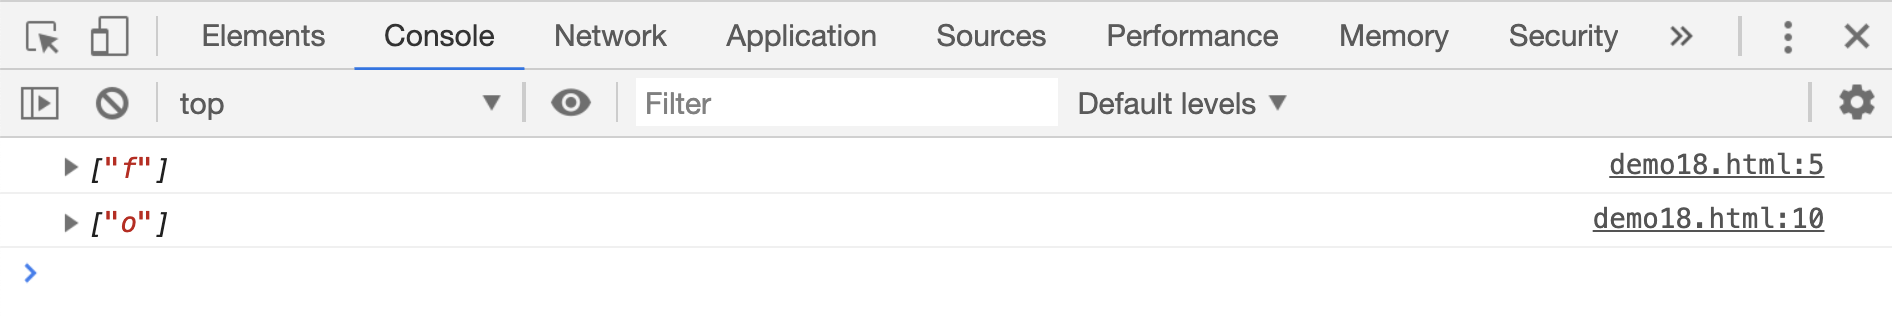 Elements Console Network Application Sources Performance Memory Security »
top ▼ Filter Default levels ▼
▶ ["f"] demo18.html:5
▶ ["o"] demo18.html:10